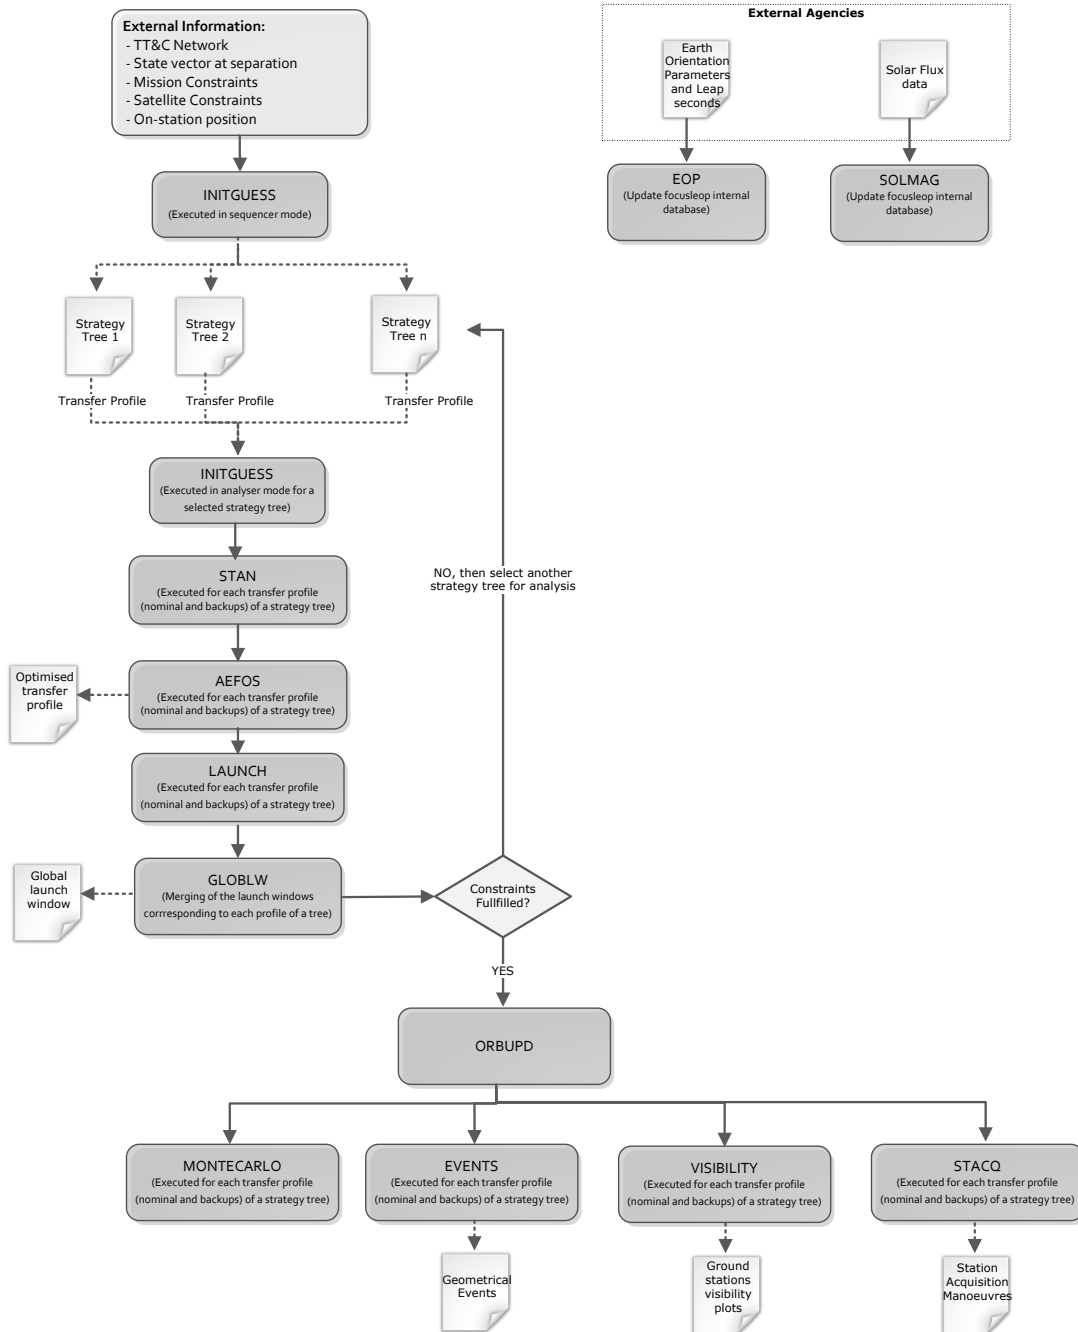 External Information:
- TT&C Network
- State vector at separation
- Mission Constraints
- Satellite Constraints
- On-station position
External Agencies
Earth
Orientation
Parameters
and Leap
seconds
Solar Flux
data
EOP
(Update focusleop internal
database)
SOLMAG
(Update focusleop internal
database)
INITGUESS
(Executed in sequencer mode)
Strategy
Tree 1
Strategy
Tree 2
Strategy
Tree n
Transfer Profile
Transfer Profile
Transfer Profile
INITGUESS
(Executed in analyser mode for a
selected strategy tree)
STAN
(Executed for each transfer profile
(nominal and backups) of a strategy tree)
NO, then select another
strategy tree for analysis
AEFOS
(Executed for each transfer profile
(nominal and backups) of a strategy tree)
Optimised
transfer
profile
LAUNCH
(Executed for each transfer profile
(nominal and backups) of a strategy tree)
GLOBLW
(Merging of the launch windows
corrresponding to each profile of a tree)
Global
launch
window
Constraints
Fullfilled?
YES
ORBUPD
MONTECARLO
(Executed for each transfer profile
(nominal and backups) of a strategy tree)
EVENTS
(Executed for each transfer profile
(nominal and backups) of a strategy tree)
VISIBILITY
(Executed for each transfer profile
(nominal and backups) of a strategy tree)
STACQ
(Executed for each transfer profile
(nominal and backups) of a strategy tree)
Geometrical
Events
Ground
stations
visibility
plots
Station
Acquisition
Manoeuvres